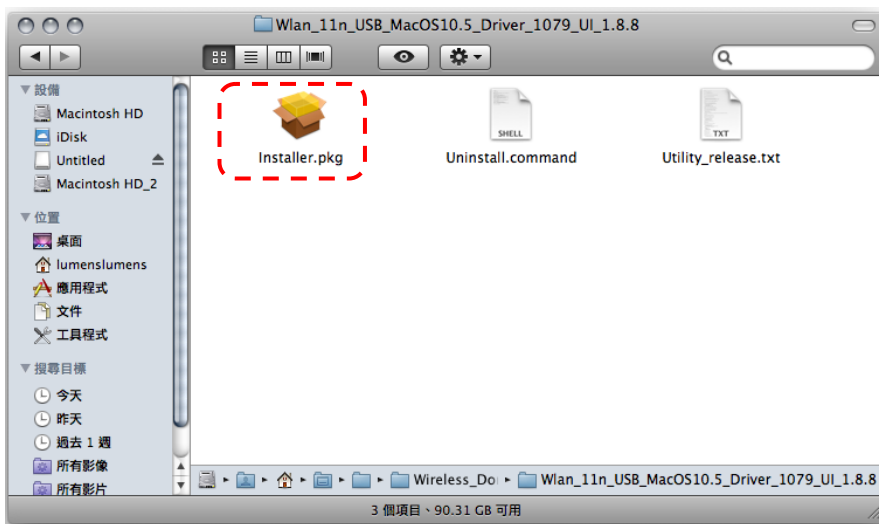 Wlan_11n_USB_MacOS10.5_Driver_1079_UI_1.8.8
設備
Macintosh HD
iDisk
Untitled
Macintosh HD_2
位置
桌面
lumenslumens
應用程式
文件
工具程式
搜尋目標
今天
昨天
過去 1 週
所有影像
所有影片
Installer.pkg
Uninstall.command
Utility_release.txt
SHELL
TXT
Wireless_Do
Wlan_11n_USB_MacOS10.5_Driver_1079_UI_1.8.8
3 個項目、90.31 GB 可用